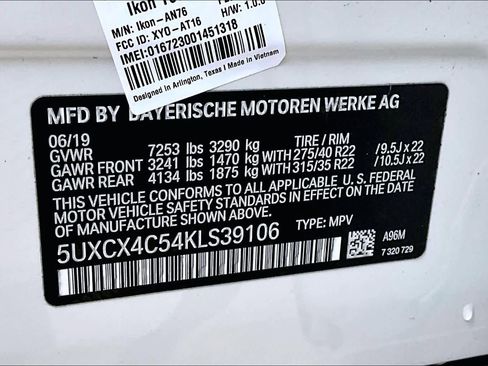 M/N: Ikon-AN76
FCC ID: XYO-AT16
H/W: 1.0.0
IMEI:016723001451318
Designed in Arlington, Texas I Made in Vietnam
MFD BY BAYERISCHE MOTOREN WERKE AG
06/19
TIRE / RIM
GVWR 7253 lbs 3290 kg
GAWR FRONT 3241 lbs 1470 kg WITH 275/40 R22 /9.5J x 22
GAWR REAR 4134 lbs 1875 kg WITH 315/35 R22 /10.5J x 22
THIS VEHICLE CONFORMS TO ALL APPLICABLE U.S. FEDERAL
MOTOR VEHICLE SAFETY STANDARDS IN EFFECT ON THE
DATE OF MANUFACTURE SHOWN ABOVE.
5UXCX4C54KLS39106 TYPE: MPV
A96M
7 320 729